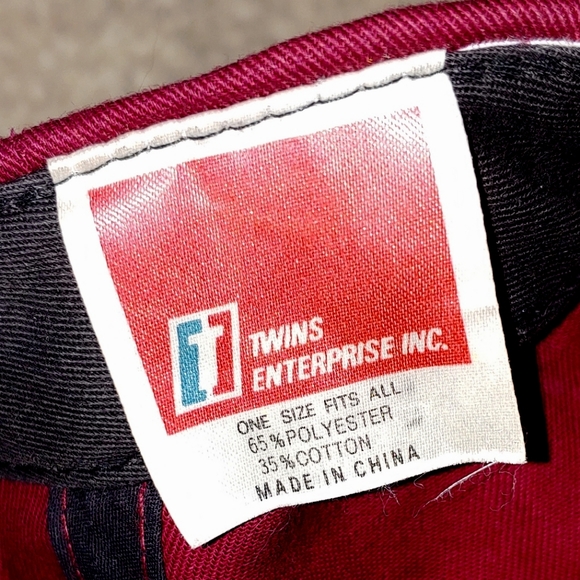 TWINS
ENTERPRISE INC.
ONE SIZE FITS ALL
65%POLYESTER
35%COTTON
MADE IN CHINA